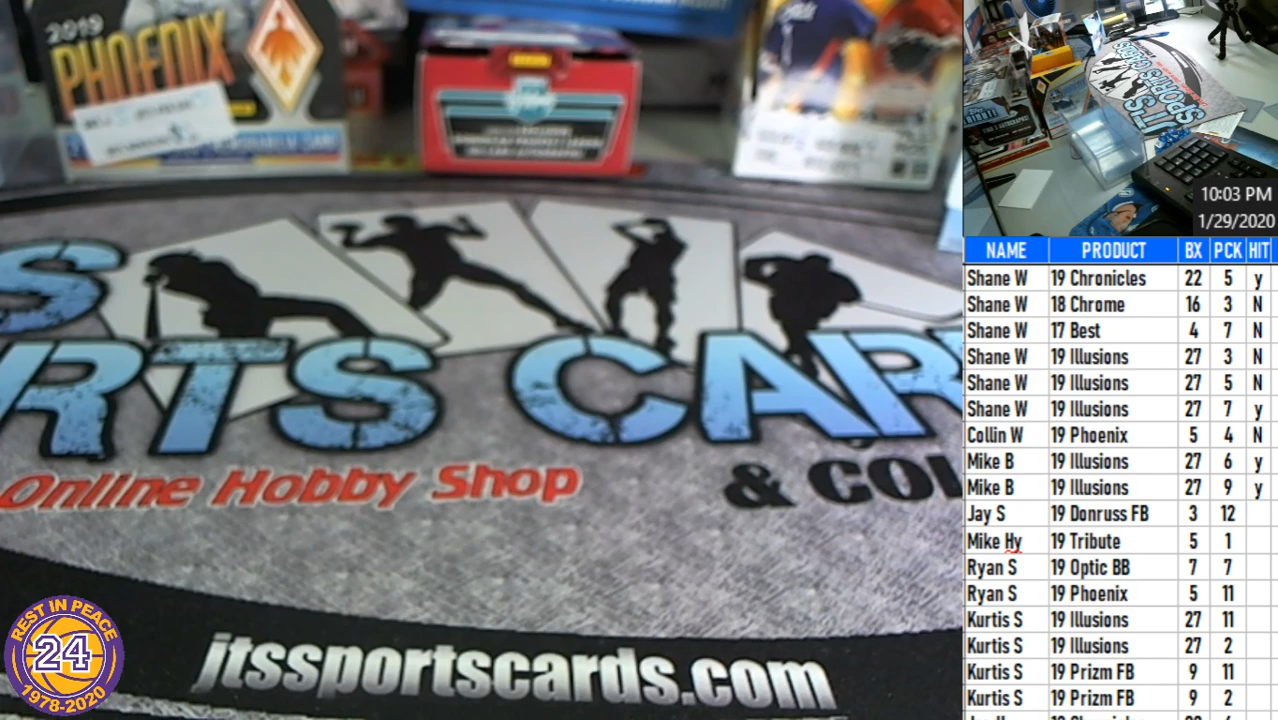 2019
PHOENIX
S
RTS CAR
Online Hobby Shop
& COL
jtssportscards.com
REST IN PEACE
24
1978-2020
JT'S
SPORTS CARDS
10:03 PM
1/29/2020
NAME PRODUCT BX PCK HIT
Shane W 19 Chronicles 22 5 y
Shane W 18 Chrome 16 3 N
Shane W 17 Best 4 7 N
Shane W 19 Illusions 27 3 N
Shane W 19 Illusions 27 5 N
Shane W 19 Illusions 27 7 y
Collin W 19 Phoenix 5 4 N
Mike B 19 Illusions 27 6 y
Mike B 19 Illusions 27 9 y
Jay S 19 Donruss FB 3 12
Mike Hy 19 Tribute 5 1
Ryan S 19 Optic BB 7 7
Ryan S 19 Phoenix 5 11
Kurtis S 19 Illusions 27 11
Kurtis S 19 Illusions 27 2
Kurtis S 19 Prizm FB 9 11
Kurtis S 19 Prizm FB 9 2